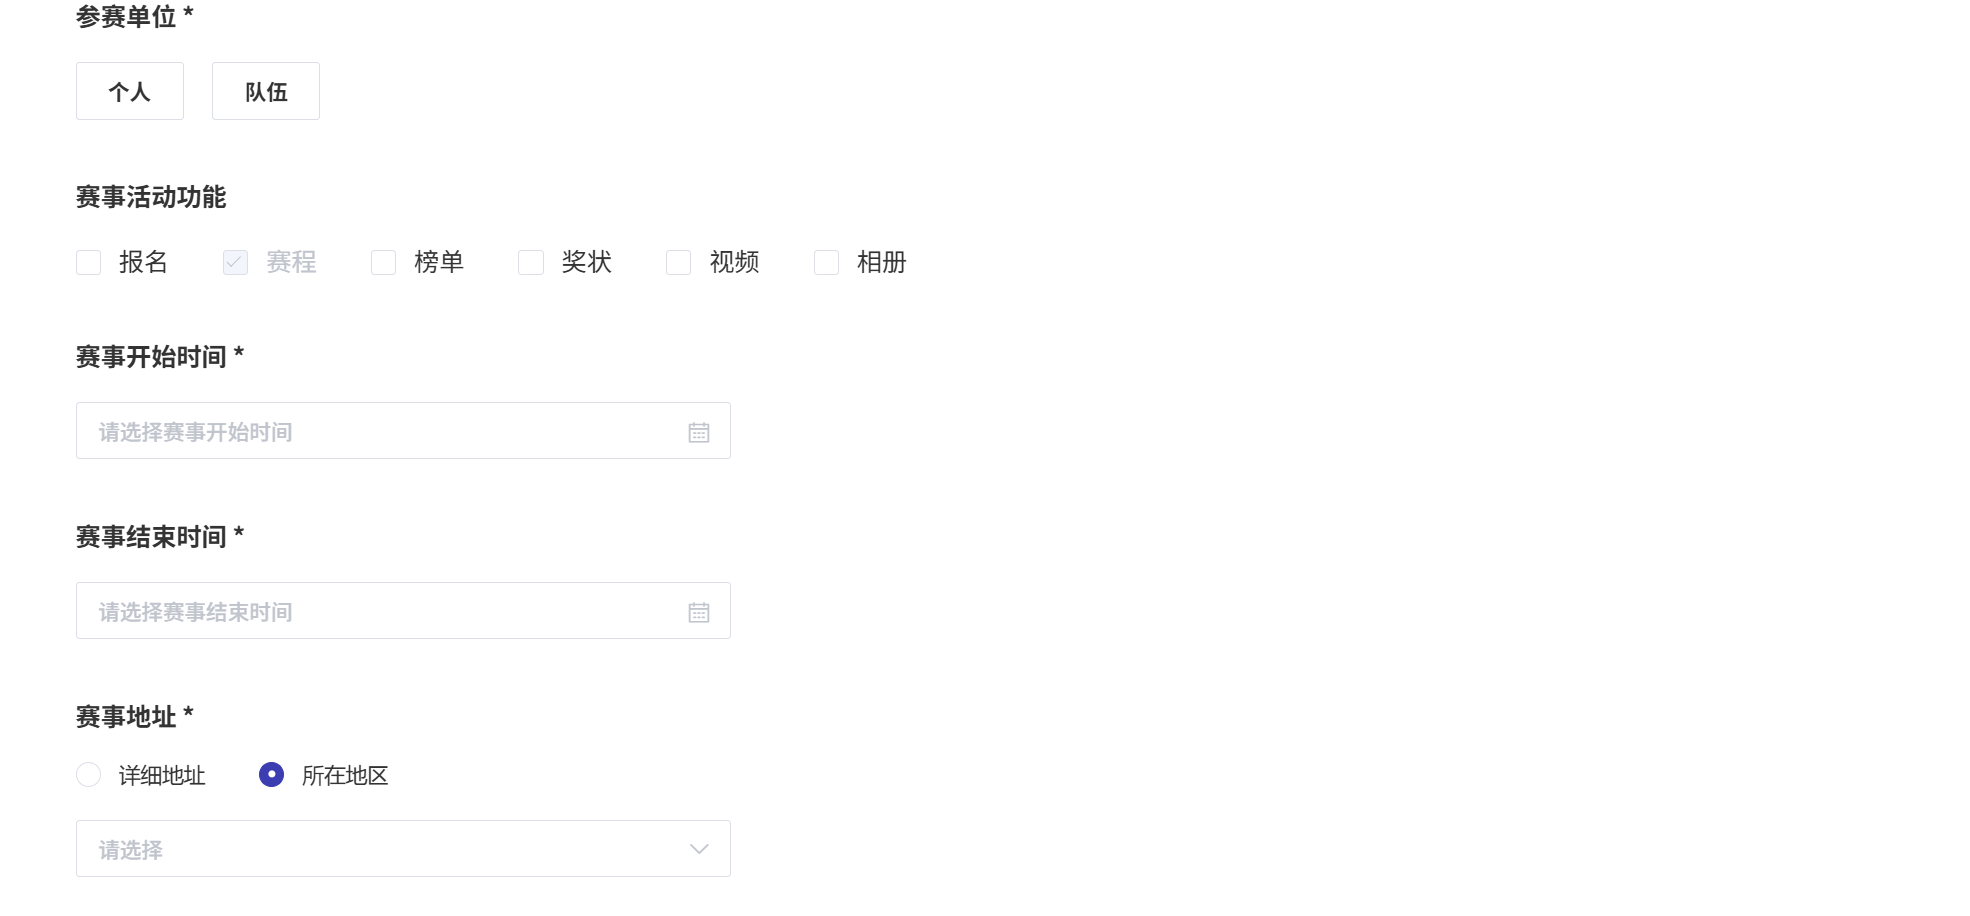 参赛单位 *
个人 队伍
赛事活动功能
报名 赛程 榜单 奖状 视频 相册
赛事开始时间 *
请选择赛事开始时间
赛事结束时间 *
请选择赛事结束时间
赛事地址 *
详细地址 所在地区
请选择